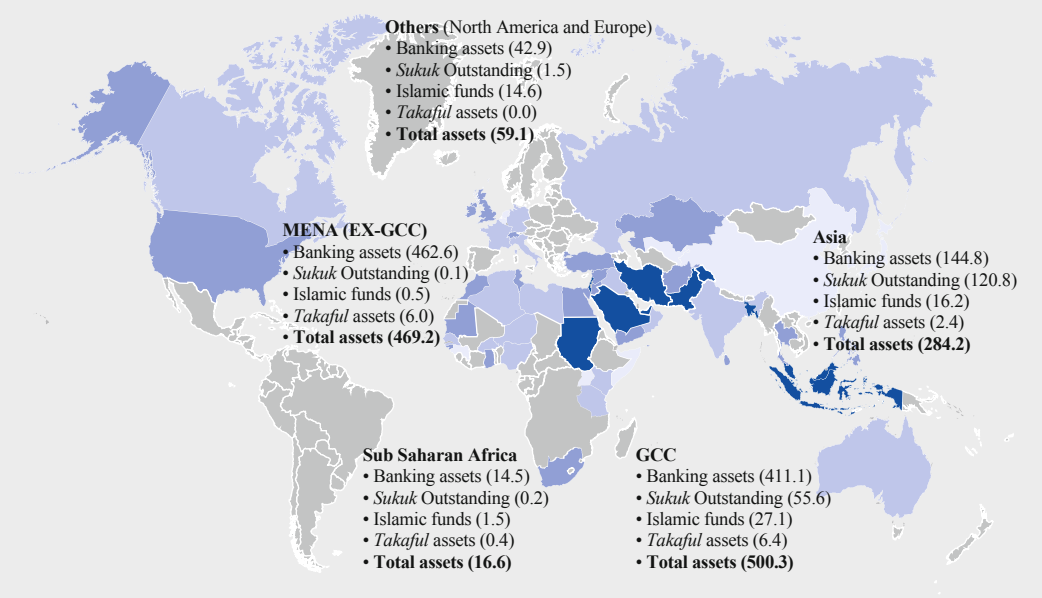 Others (North America and Europe)
• Banking assets (42.9)
• Sukuk Outstanding (1.5)
• Islamic funds (14.6)
• Takaful assets (0.0)
• Total assets (59.1)
MENA (EX-GCC)
• Banking assets (462.6)
• Sukuk Outstanding (0.1)
• Islamic funds (0.5)
• Takaful assets (6.0)
• Total assets (469.2)
Asia
• Banking assets (144.8)
• Sukuk Outstanding (120.8)
• Islamic funds (16.2)
• Takaful assets (2.4)
• Total assets (284.2)
Sub Saharan Africa
• Banking assets (14.5)
• Sukuk Outstanding (0.2)
• Islamic funds (1.5)
• Takaful assets (0.4)
• Total assets (16.6)
GCC
• Banking assets (411.1)
• Sukuk Outstanding (55.6)
• Islamic funds (27.1)
• Takaful assets (6.4)
• Total assets (500.3)